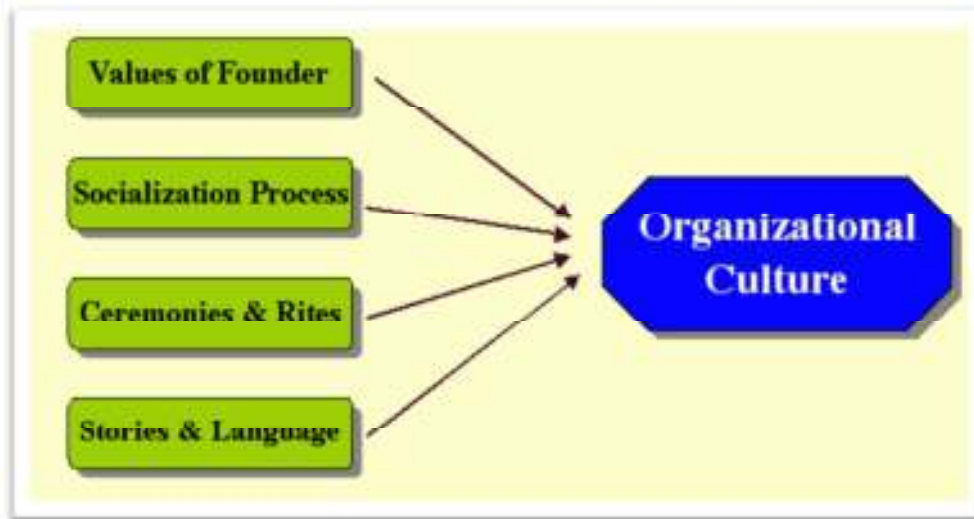 Values of Founder
Socialization Process
Ceremonies & Rites
Stories & Language
Organizational
Culture